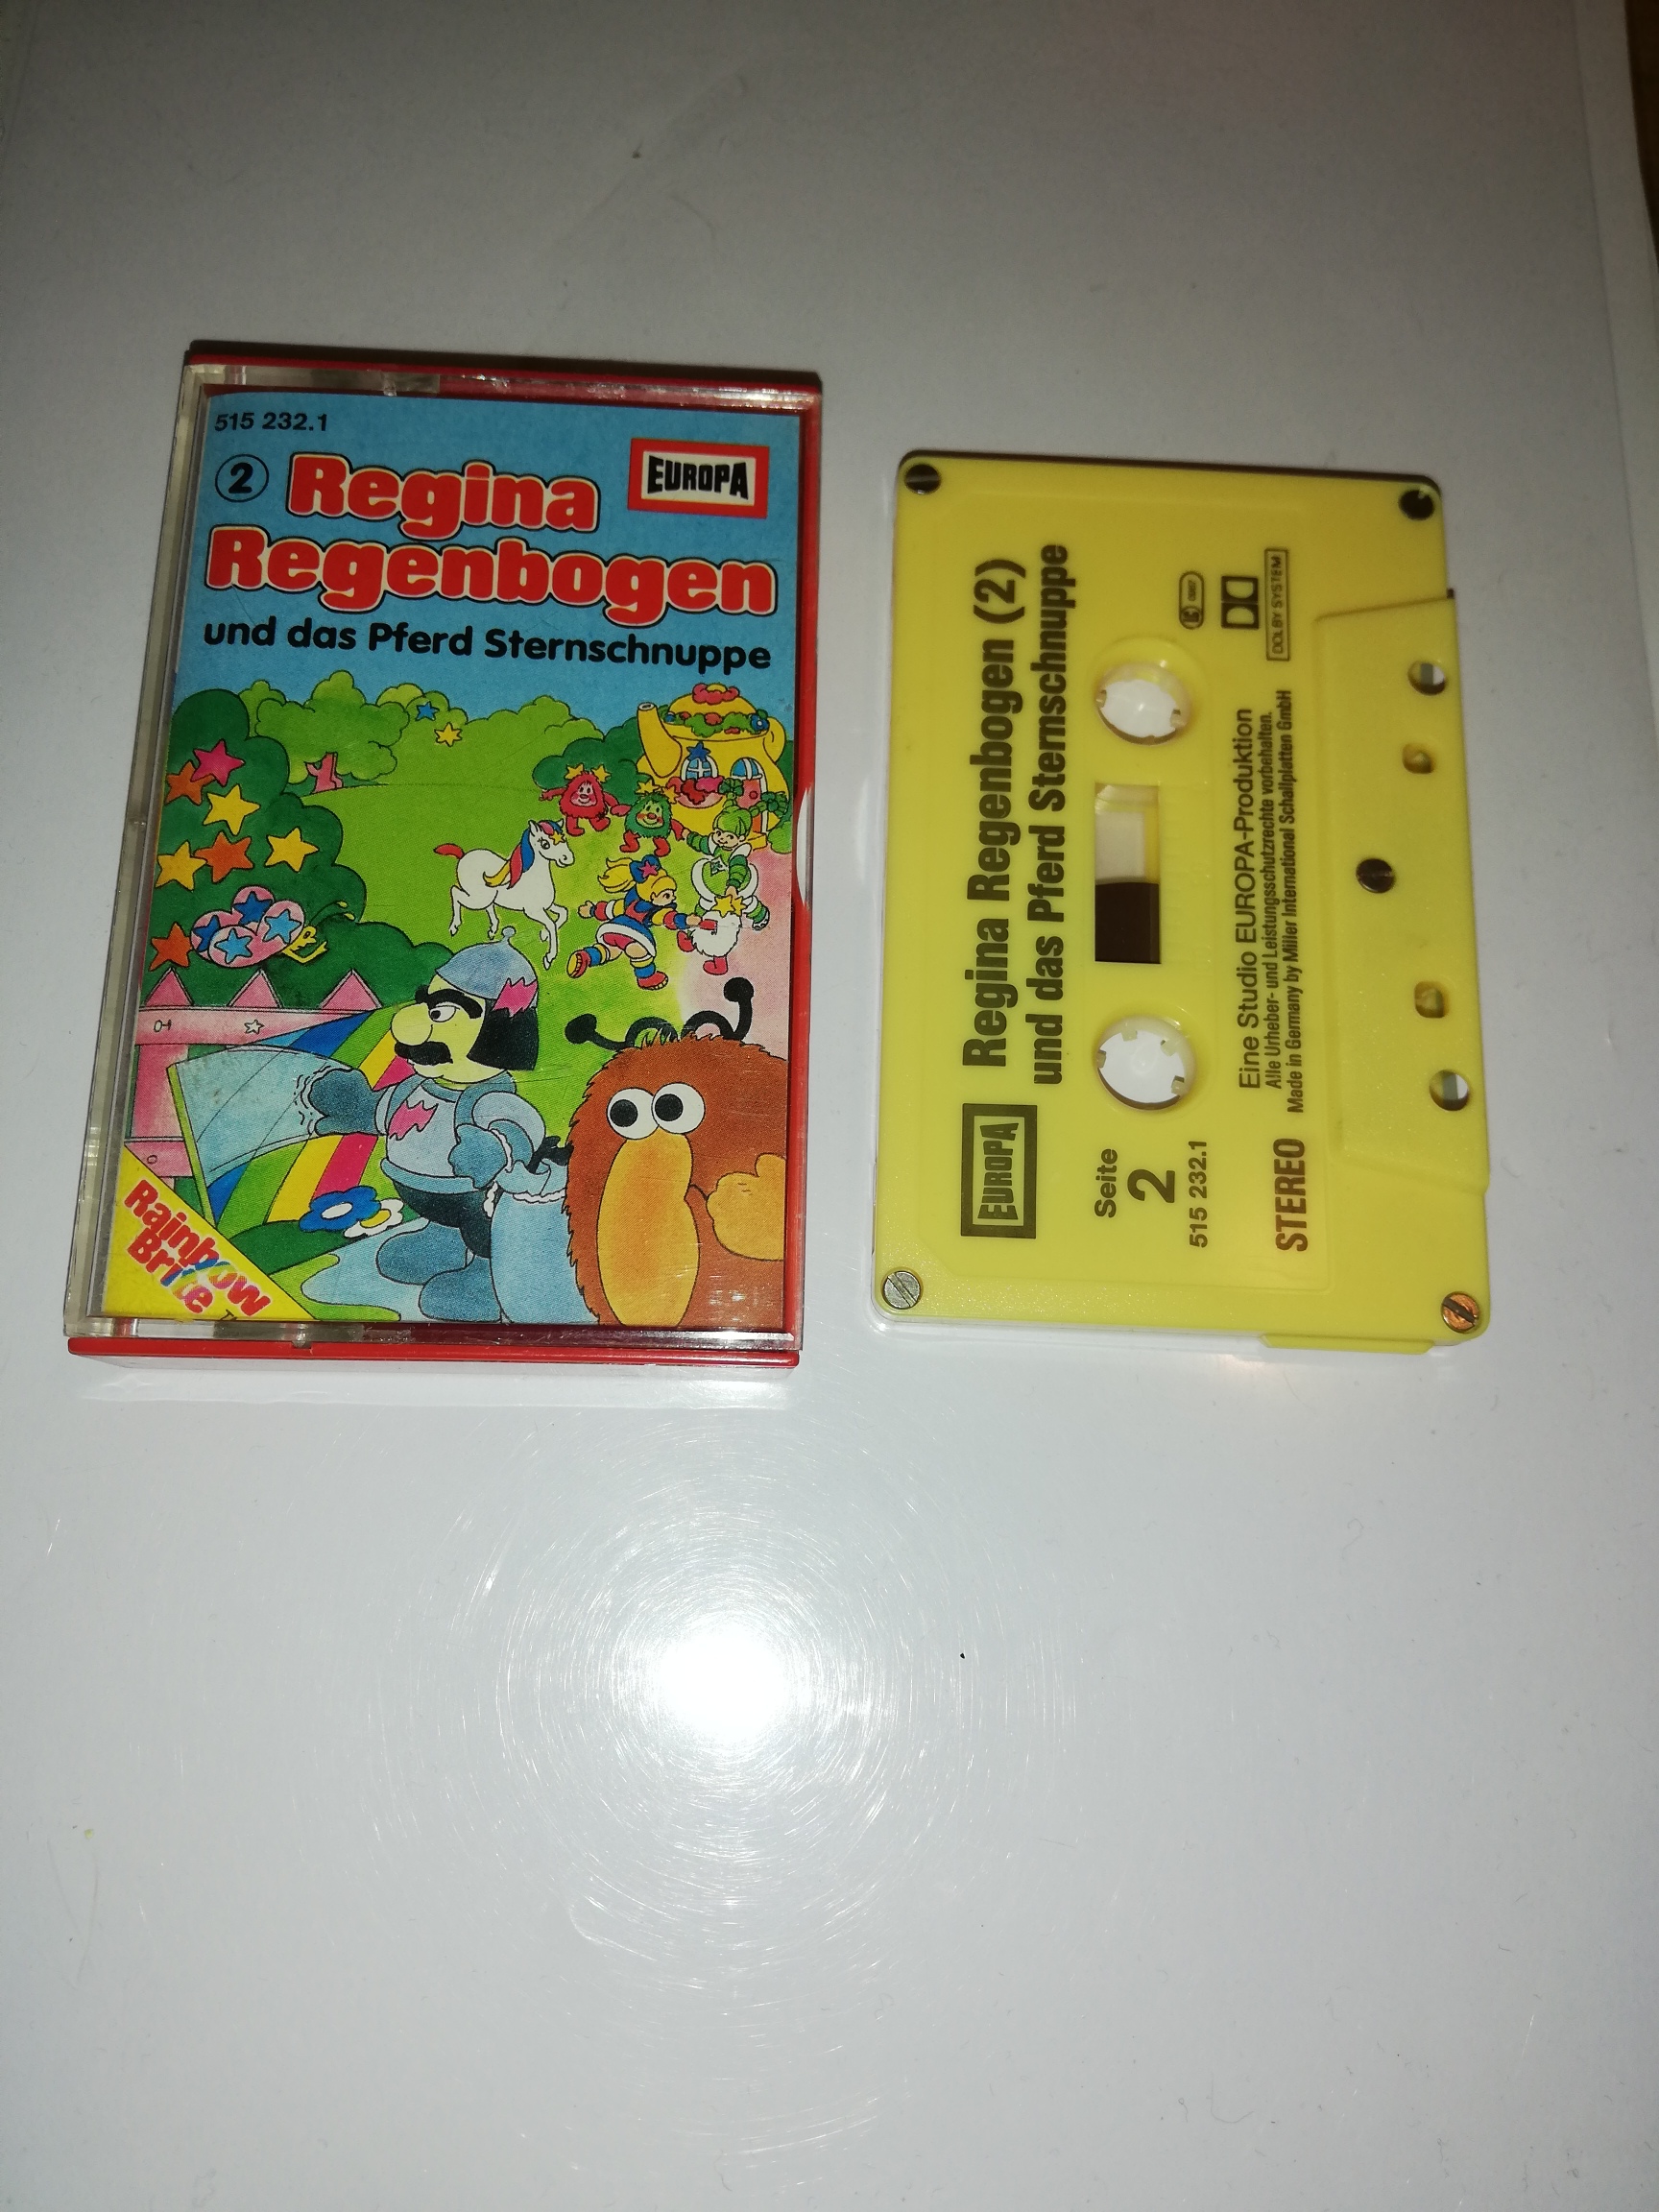 515 232.1
2
Regina
EUROPA
Regenbogen
und das Pferd Sternschnuppe
Rainbow
Brite
Regina Regenbogen (2)
und das Pferd Sternschnuppe
EUROPA
Seite
2
515 232.1
DOLBY SYSTEM
Eine Studio EUROPA-Produktion
Alle Urheber- und Leistungsschutzrechte vorbehalten.
Made in Germany by Miller International Schallplatten GmbH
STEREO